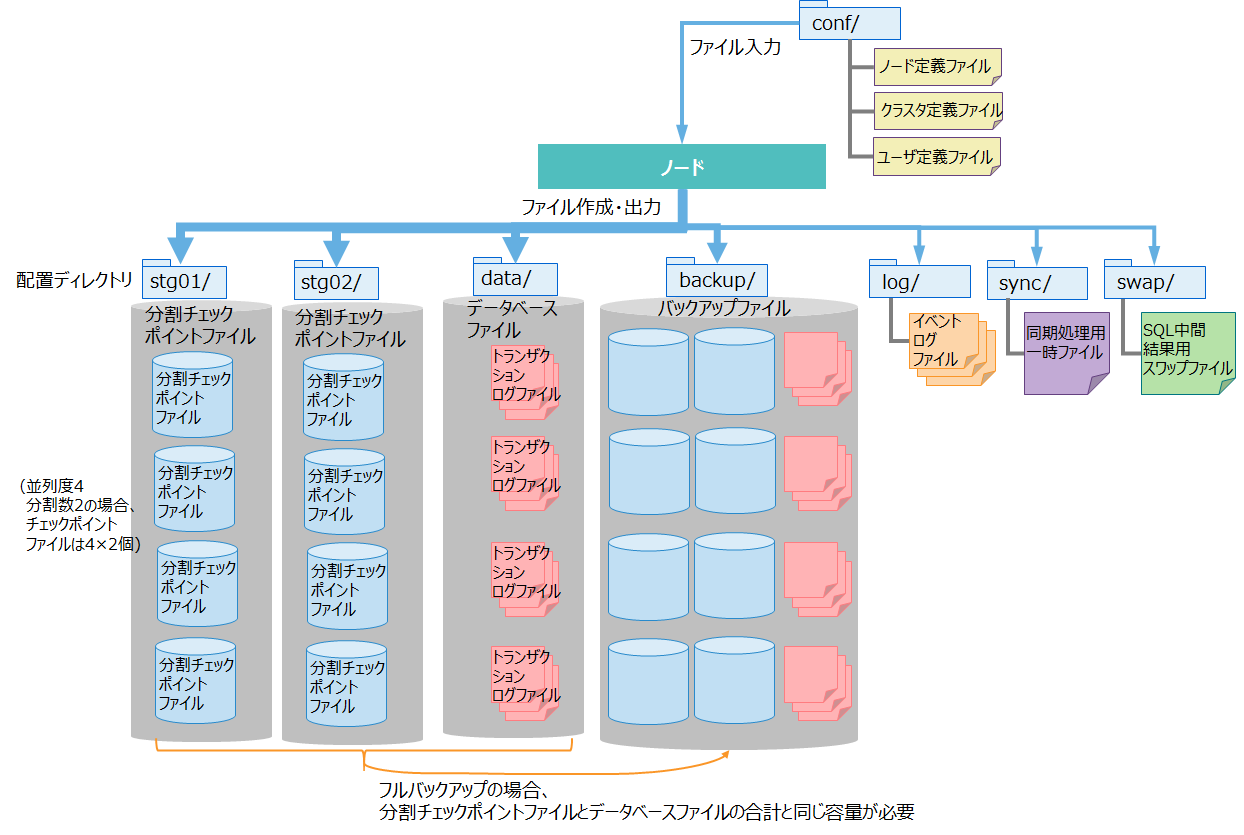 conf/
ファイル入力
ノード定義ファイル
クラスタ定義ファイル
ユーザ定義ファイル
ノード
ファイル作成・出力
配置ディレクトリ
stg01/
stg02/
data/
backup/
log/
sync/
swap/
分割チェック
ポイントファイル
分割チェック
ポイントファイル
データベース
ファイル
バックアップファイル
イベント
ログ
ファイル
同期処理用
一時ファイル
SQL中間
結果用
スワップファイル
分割チェック
ポイント
ファイル
分割チェック
ポイント
ファイル
トランザク
ション
ログファイル
分割チェック
ポイント
ファイル
分割チェック
ポイント
ファイル
トランザク
ション
ログファイル
(並列度4
分割数2の場合、
チェックポイント
ファイルは4×2個)
分割チェック
ポイント
ファイル
分割チェック
ポイント
ファイル
トランザク
ション
ログファイル
分割チェック
ポイント
ファイル
分割チェック
ポイント
ファイル
トランザク
ション
ログファイル
フルバックアップの場合、
分割チェックポイントファイルとデータベースファイルの合計と同じ容量が必要